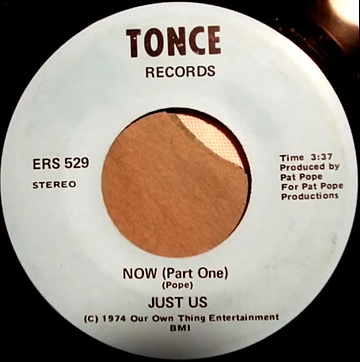 TONCE
RECORDS
ERS 529
STEREO
Time 3:37
Produced by
Pat Pope
For Pat Pope
Productions
NOW (Part One)
(Pope)
JUST US
(C) 1974 Our Own Thing Entertainment
BMI